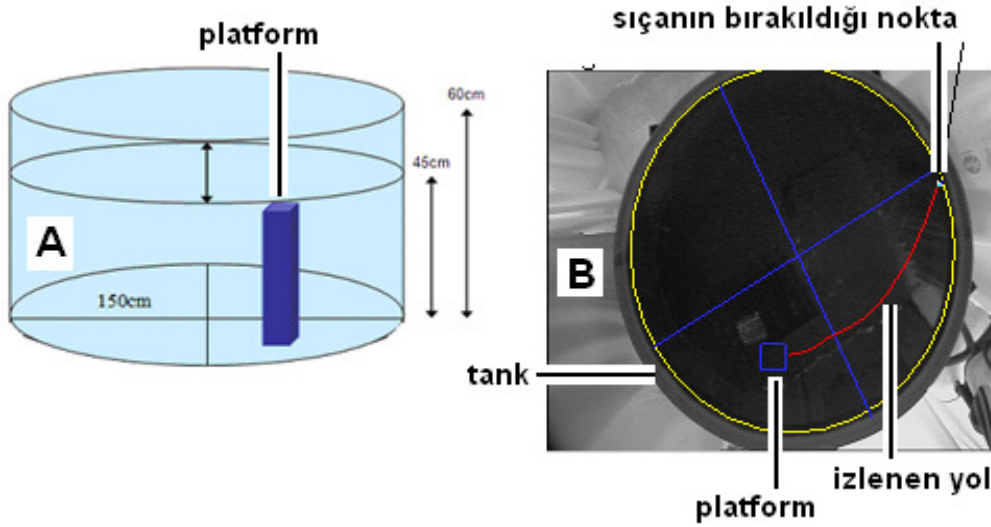 platform
60cm
45cm
A
150cm
sıçanın bırakıldığı nokta
B
tank
platform
izlenen yol